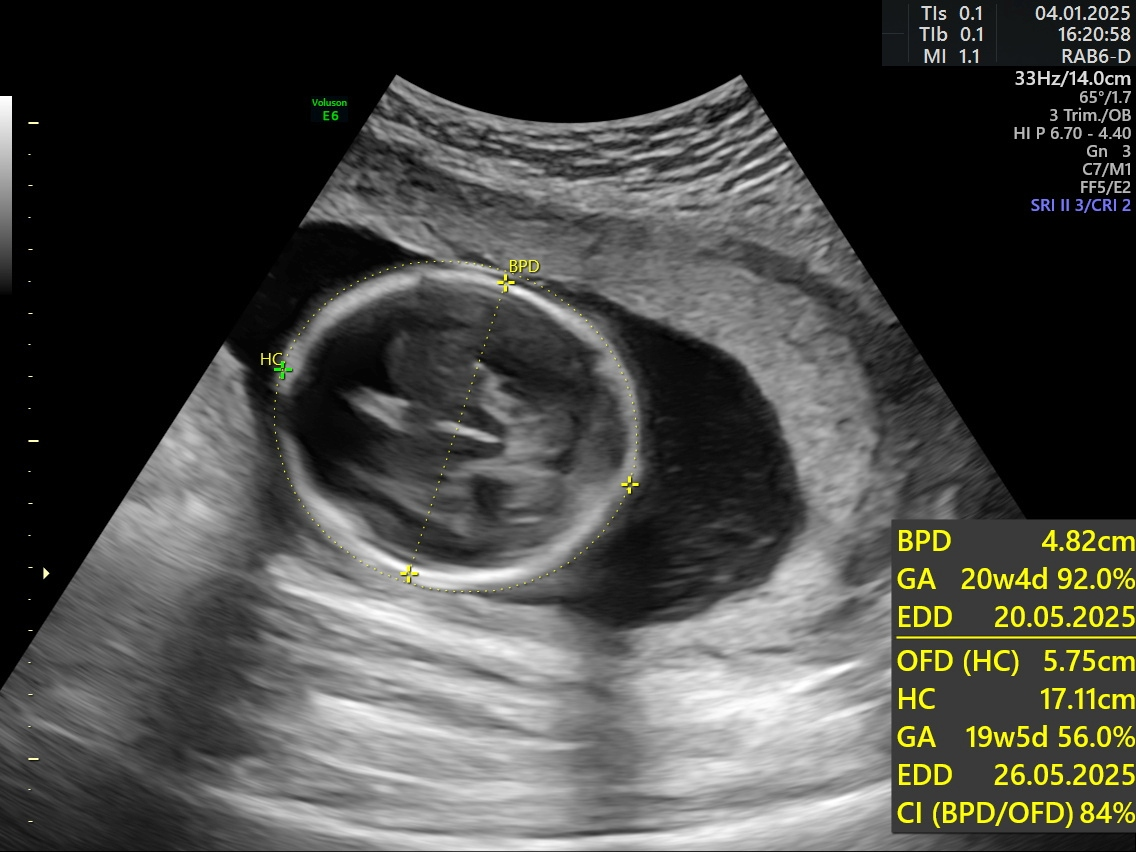 TIs 0.1 04.01.2025
TIb 0.1 16:20:58
MI 1.1 RAB6-D
33Hz/14.0cm
65°/1.7
3 Trim./OB
HI P 6.70 - 4.40
Gn 3
C7/M1
FF5/E2
SRI II 3/CRI 2
Voluson
E6
BPD
HC
BPD 4.82cm
GA 20w4d 92.0%
EDD 20.05.2025
OFD (HC) 5.75cm
HC 17.11cm
GA 19w5d 56.0%
EDD 26.05.2025
CI (BPD/OFD) 84%